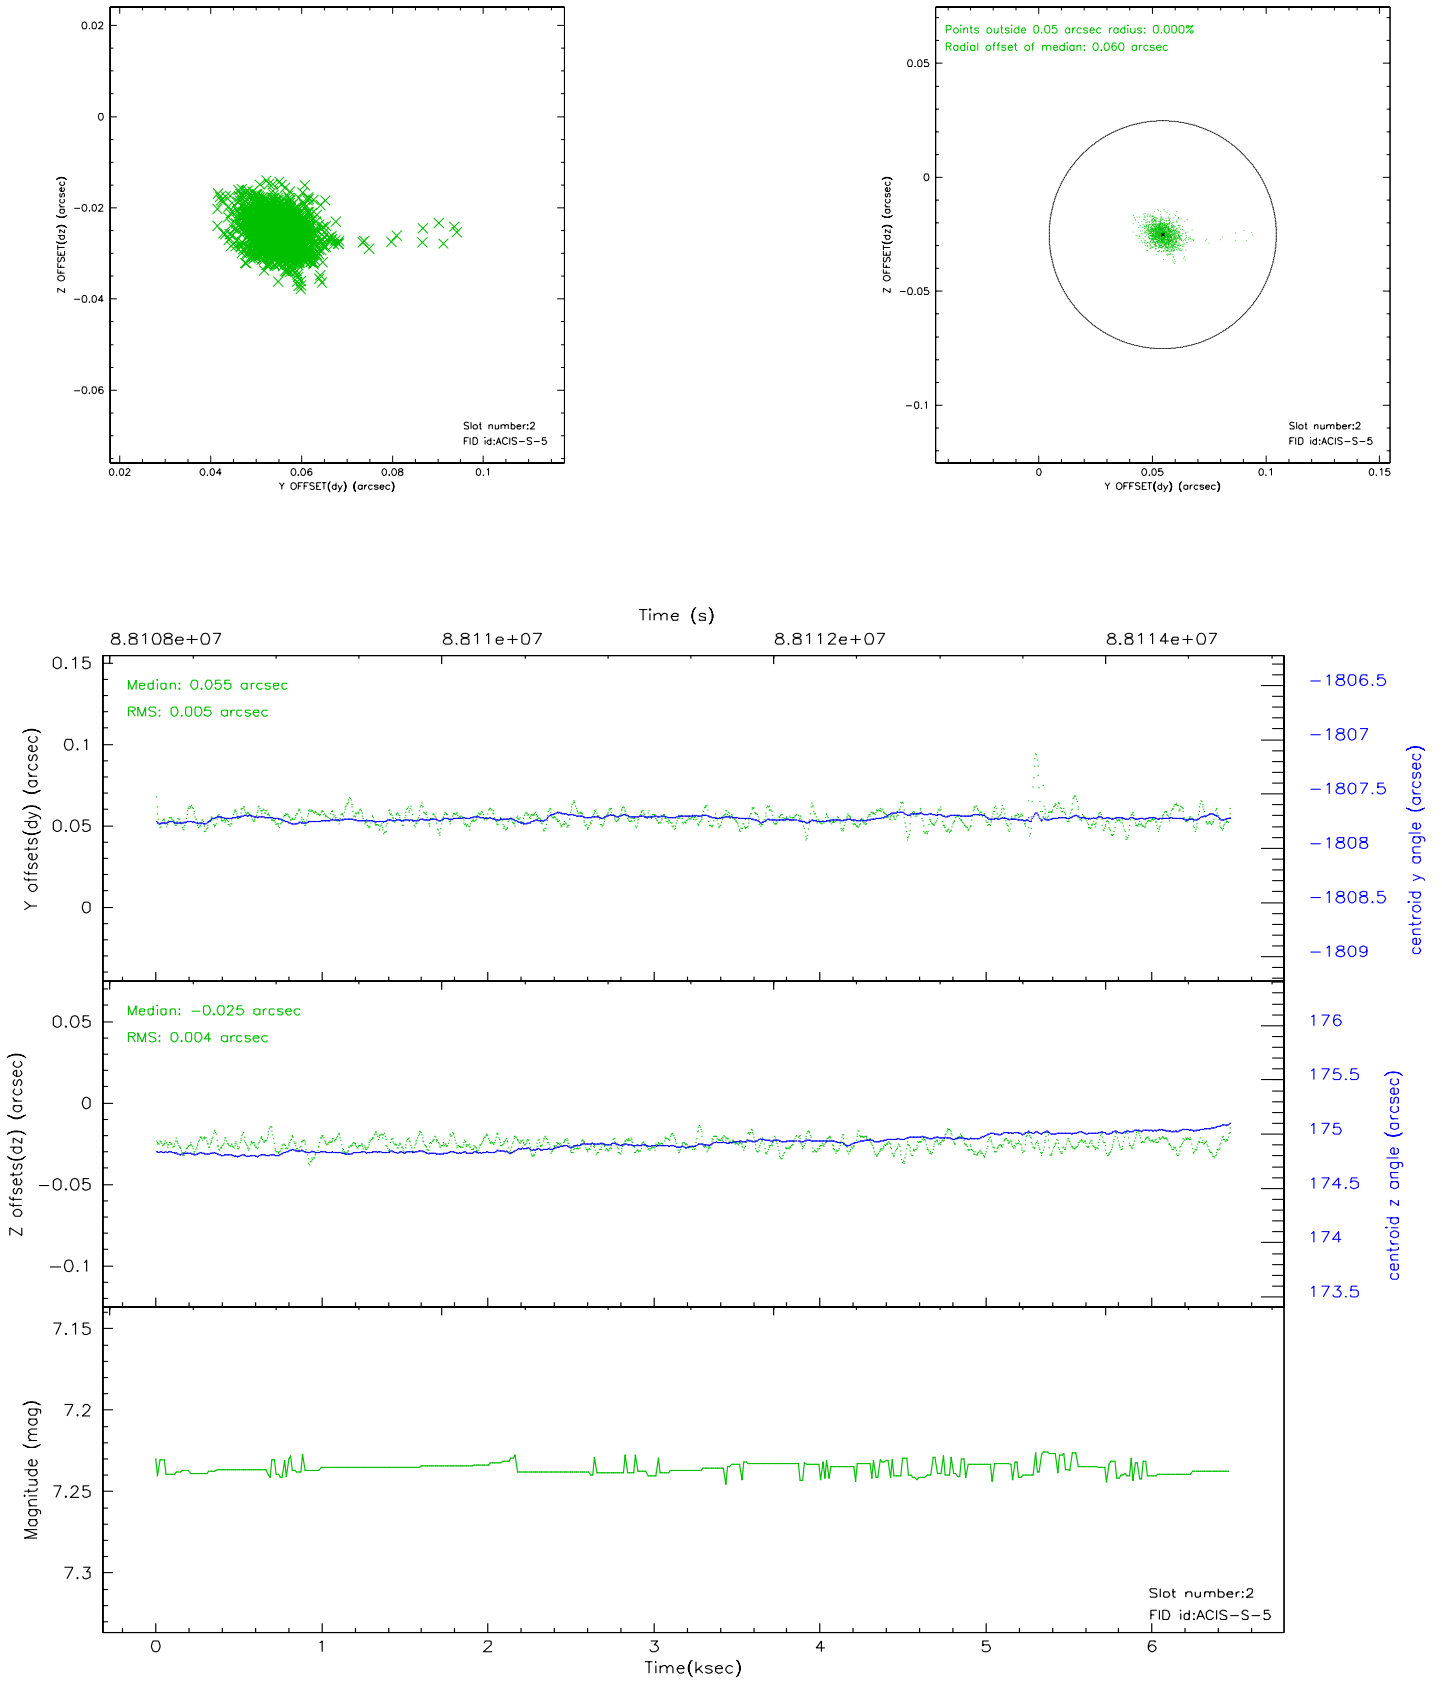 Points outside 0.05 arcsec radius: 0.000%
Radial offset of median: 0.060 arcsec
0.02
0
-0.02
-0.04
-0.06
Z OFFSET(dz) (arcsec)
Slot number:2
FID id:ACIS-S-5
0.02 0.04 0.06 0.08 0.1
Y OFFSET(dy) (arcsec)
0.05
0
-0.05
-0.1
Z OFFSET(dz) (arcsec)
Slot number:2
FID id:ACIS-S-5
0 0.05 0.1 0.15
Y OFFSET(dy) (arcsec)
Time (s)
8.8108e+07 8.811e+07 8.8112e+07 8.8114e+07
Median: 0.055 arcsec
RMS: 0.005 arcsec
0.15
0.1
0.05
0
Y offsets(dy) (arcsec)
-1806.5
-1807
-1807.5
-1808
-1808.5
-1809
centroid y angle (arcsec)
Median: -0.025 arcsec
RMS: 0.004 arcsec
0.05
0
-0.05
-0.1
Z offsets(dz) (arcsec)
176
175.5
175
174.5
174
173.5
centroid z angle (arcsec)
7.15
7.2
7.25
7.3
Magnitude (mag)
Slot number:2
FID id:ACIS-S-5
0 1 2 3 4 5 6
Time(ksec)